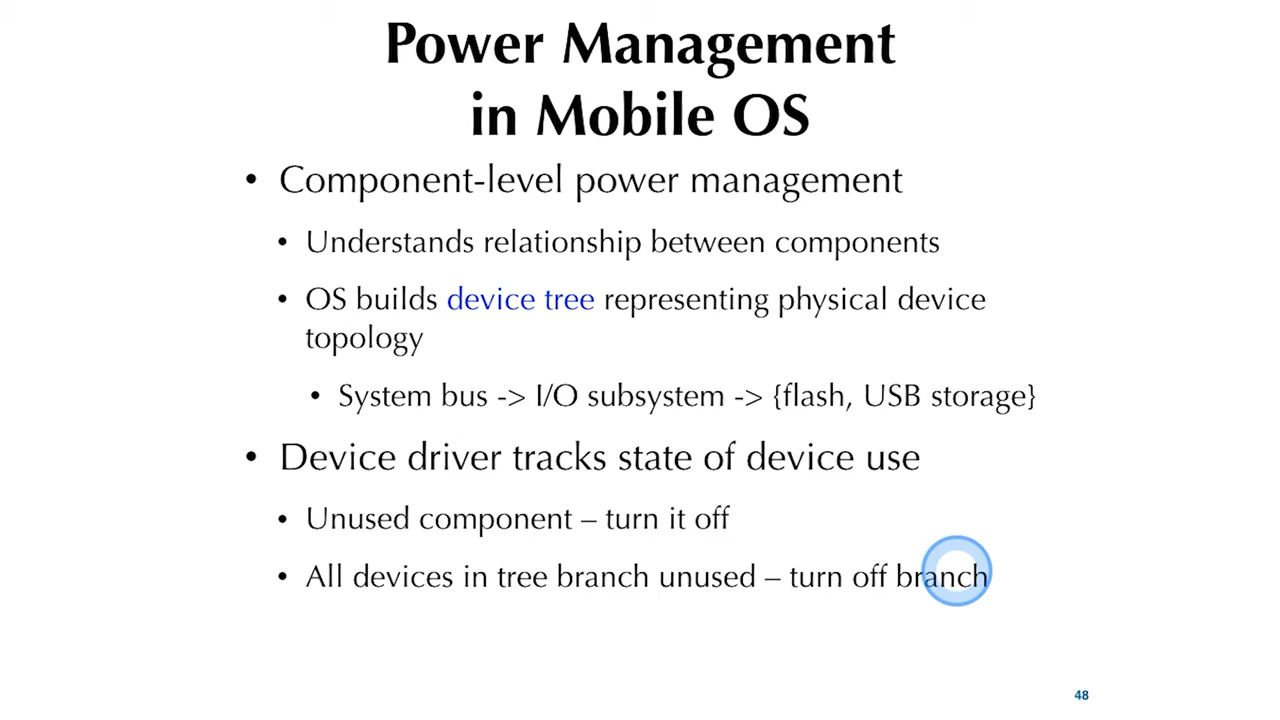 Power Management
in Mobile OS
• Component-level power management
• Understands relationship between components
• OS builds device tree representing physical device
topology
• System bus -> I/O subsystem -> {flash, USB storage}
• Device driver tracks state of device use
• Unused component – turn it off
• All devices in tree branch unused – turn off branch
48